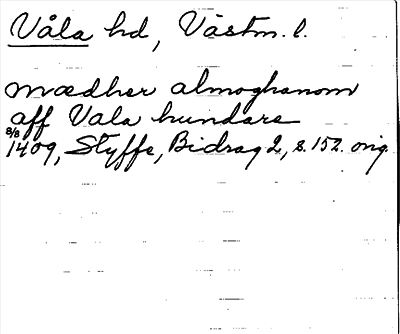 Våla hd, Västm. l.
mædher almoghanom
aff Vala hundare
8/8 1409, Styffe, Bidrag 2, s. 152. orig.